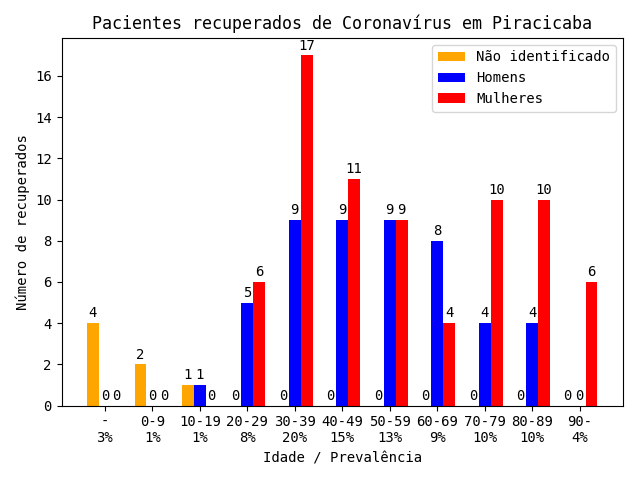 Pacientes recuperados de Coronavírus em Piracicaba
Não identificado
Homens
Mulheres
Número de recuperados
16
14
12
10
8
6
4
2
0
4 0 0
2 0 0
1 1 0
0 5 6
0 9 17
0 9 11
0 9 9
0 8 4
0 4 10
0 4 10
0 0 6
- 0-9 10-19 20-29 30-39 40-49 50-59 60-69 70-79 80-89 90-
3% 1% 1% 8% 20% 15% 13% 9% 10% 10% 4%
Idade / Prevalência